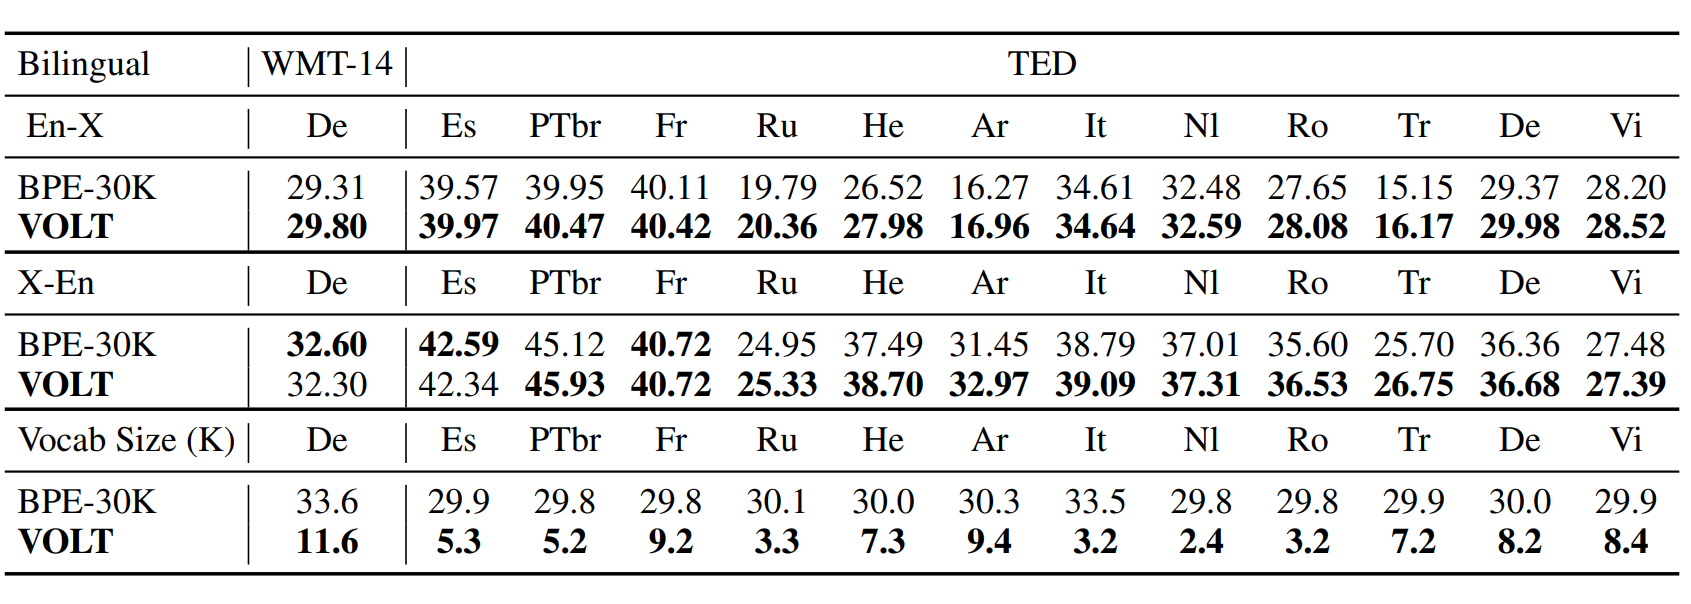 Bilingual WMT-14 TED
En-X De Es PTbr Fr Ru He Ar It Nl Ro Tr De Vi
BPE-30K 29.31 39.57 39.95 40.11 19.79 26.52 16.27 34.61 32.48 27.65 15.15 29.37 28.20
VOLT 29.80 39.97 40.47 40.42 20.36 27.98 16.96 34.64 32.59 28.08 16.17 29.98 28.52
X-En De Es PTbr Fr Ru He Ar It Nl Ro Tr De Vi
BPE-30K 32.60 42.59 45.12 40.72 24.95 37.49 31.45 38.79 37.01 35.60 25.70 36.36 27.48
VOLT 32.30 42.34 45.93 40.72 25.33 38.70 32.97 39.09 37.31 36.53 26.75 36.68 27.39
Vocab Size (K) De Es PTbr Fr Ru He Ar It Nl Ro Tr De Vi
BPE-30K 33.6 29.9 29.8 29.8 30.1 30.0 30.3 33.5 29.8 29.8 29.9 30.0 29.9
VOLT 11.6 5.3 5.2 9.2 3.3 7.3 9.4 3.2 2.4 3.2 7.2 8.2 8.4